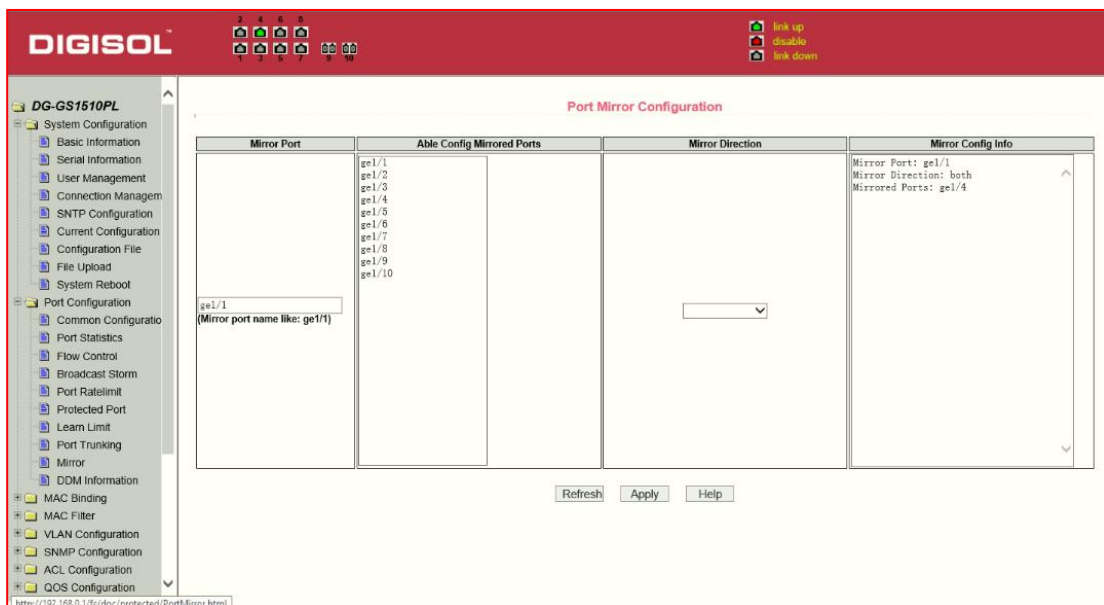 DIGISOL™
2 4 6 8
1 3 5 7 9 10
link up
disable
link down
DG-GS1510PL
System Configuration
Basic Information
Serial Information
User Management
Connection Managem
SNTP Configuration
Current Configuration
Configuration File
File Upload
System Reboot
Port Configuration
Common Configuratio
Port Statistics
Flow Control
Broadcast Storm
Port Ratelimit
Protected Port
Learn Limit
Port Trunking
Mirror
DDM Information
MAC Binding
MAC Filter
VLAN Configuration
SNMP Configuration
ACL Configuration
QOS Configuration
http://192.168.0.1/fs/doc/protected/PortMirror.html
Port Mirror Configuration
Mirror Port
Able Config Mirrored Ports
Mirror Direction
Mirror Config Info
ge1/1
(Mirror port name like: ge1/1)
ge1/1
ge1/2
ge1/3
ge1/4
ge1/5
ge1/6
ge1/7
ge1/8
ge1/9
ge1/10
Mirror Port: ge1/1
Mirror Direction: both
Mirrored Ports: ge1/4
Refresh Apply Help